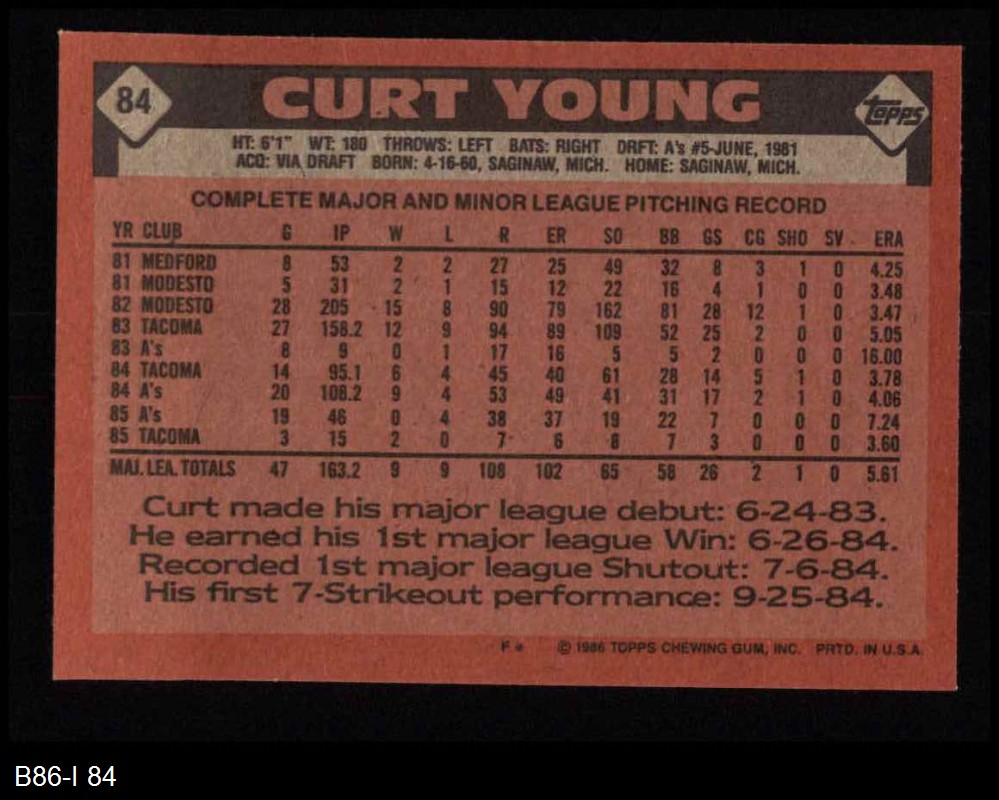 84
CURT YOUNG
topps
HT: 6'1" WT: 180 THROWS: LEFT BATS: RIGHT DRFT: A's #5-JUNE, 1981
ACQ: VIA DRAFT BORN: 4-16-60, SAGINAW, MICH. HOME: SAGINAW, MICH.
COMPLETE MAJOR AND MINOR LEAGUE PITCHING RECORD
YR CLUB G IP W L R ER SO BB GS CG SHO SV ERA
81 MEDFORD 8 53 2 2 27 25 49 32 8 3 1 0 4.25
81 MODESTO 5 31 2 1 15 12 22 16 4 1 0 0 3.48
82 MODESTO 28 205 15 8 90 79 162 81 28 12 1 0 3.47
83 TACOMA 27 158.2 12 9 94 89 109 52 25 2 0 0 5.05
83 A's 8 9 0 1 17 16 5 5 2 0 0 0 16.00
84 TACOMA 14 95.1 6 4 45 40 61 28 14 5 1 0 3.78
84 A's 20 108.2 9 4 53 49 41 31 17 2 1 0 4.06
85 A's 19 46 0 4 38 37 19 22 7 0 0 0 7.24
85 TACOMA 3 15 2 0 7 6 8 7 3 0 0 0 3.60
MAJ. LEA. TOTALS 47 163.2 9 9 108 102 65 58 26 2 1 0 5.61
Curt made his major league debut: 6-24-83.
He earned his 1st major league Win: 6-26-84.
Recorded 1st major league Shutout: 7-6-84.
His first 7-Strikeout performance: 9-25-84.
F * © 1986 TOPPS CHEWING GUM, INC. PRTD. IN U.S.A.
B86-I 84